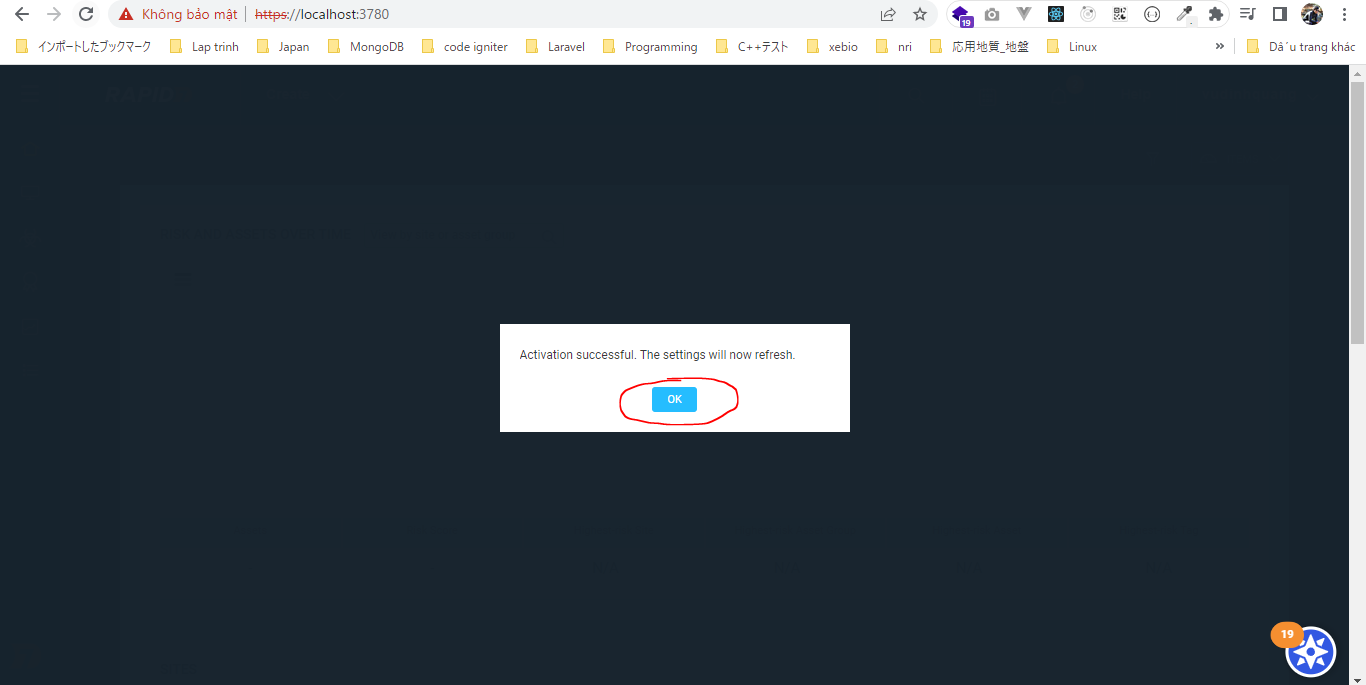 Không bảo mật https://localhost:3780
19
インポートしたブックマーク Lap trinh Japan MongoDB code igniter Laravel Programming C++テスト xebio nri 応用地質_地盤 Linux » Dấu trang khác
RAPID
Activation successful. The settings will now refresh.
OK
19